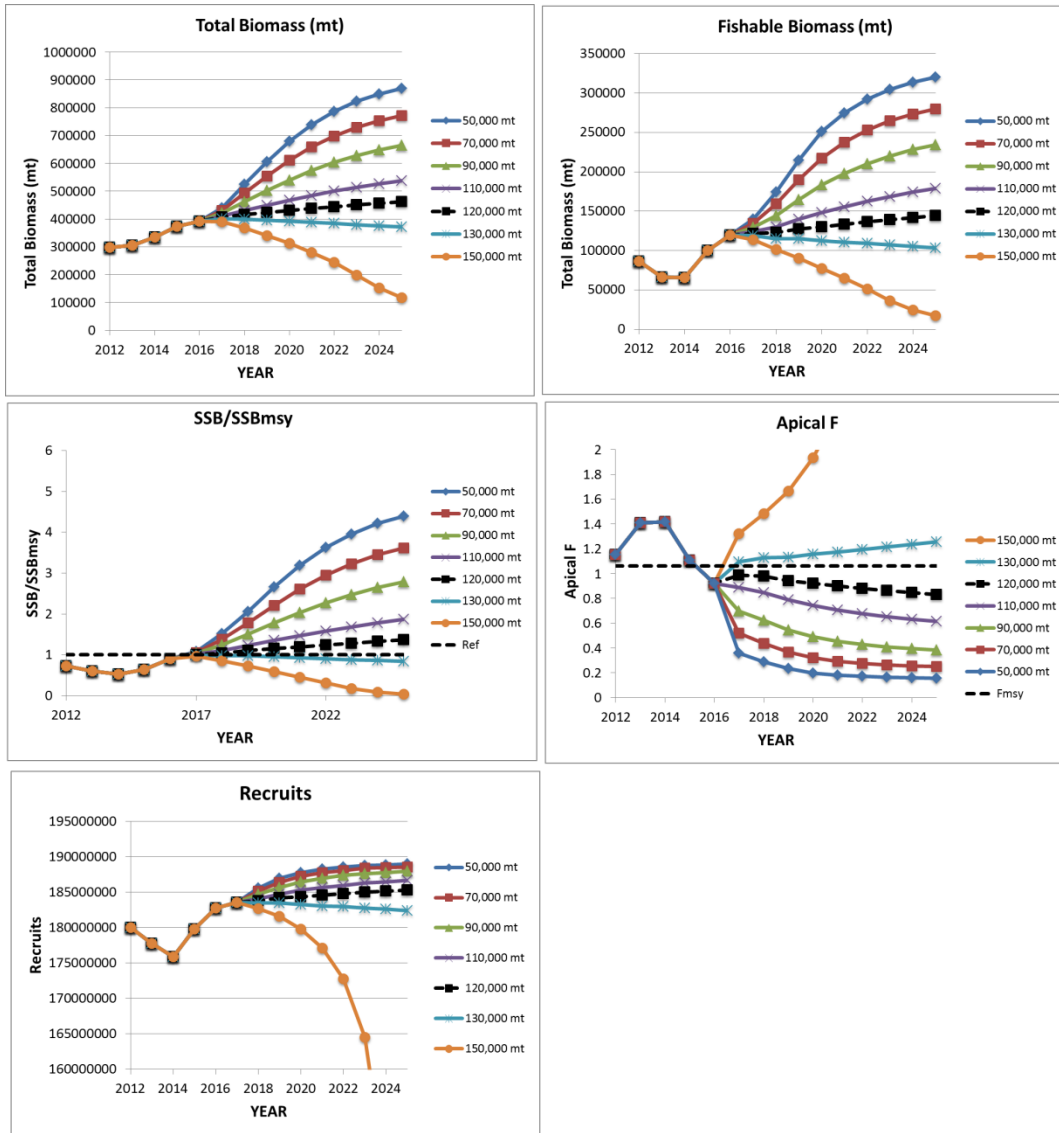 Total Biomass (mt)
1000000
900000
800000
700000
600000
500000
400000
300000
200000
100000
0
Total Biomass (mt)
2012 2014 2016 2018 2020 2022 2024
YEAR
50,000 mt
70,000 mt
90,000 mt
110,000 mt
120,000 mt
130,000 mt
150,000 mt
Fishable Biomass (mt)
350000
300000
250000
200000
150000
100000
50000
0
Total Biomass (mt)
2012 2014 2016 2018 2020 2022 2024
YEAR
50,000 mt
70,000 mt
90,000 mt
110,000 mt
120,000 mt
130,000 mt
150,000 mt
SSB/SSBmsy
6
5
4
3
2
1
0
SSB/SSBmsy
2012 2017 2022
YEAR
50,000 mt
70,000 mt
90,000 mt
110,000 mt
120,000 mt
130,000 mt
150,000 mt
Ref
Apical F
2
1.8
1.6
1.4
1.2
1
0.8
0.6
0.4
0.2
0
Apical F
2012 2014 2016 2018 2020 2022 2024
YEAR
150,000 mt
130,000 mt
120,000 mt
110,000 mt
90,000 mt
70,000 mt
50,000 mt
Fmsy
Recruits
195000000
190000000
185000000
180000000
175000000
170000000
165000000
160000000
Recruits
2012 2014 2016 2018 2020 2022 2024
YEAR
50,000 mt
70,000 mt
90,000 mt
110,000 mt
120,000 mt
130,000 mt
150,000 mt